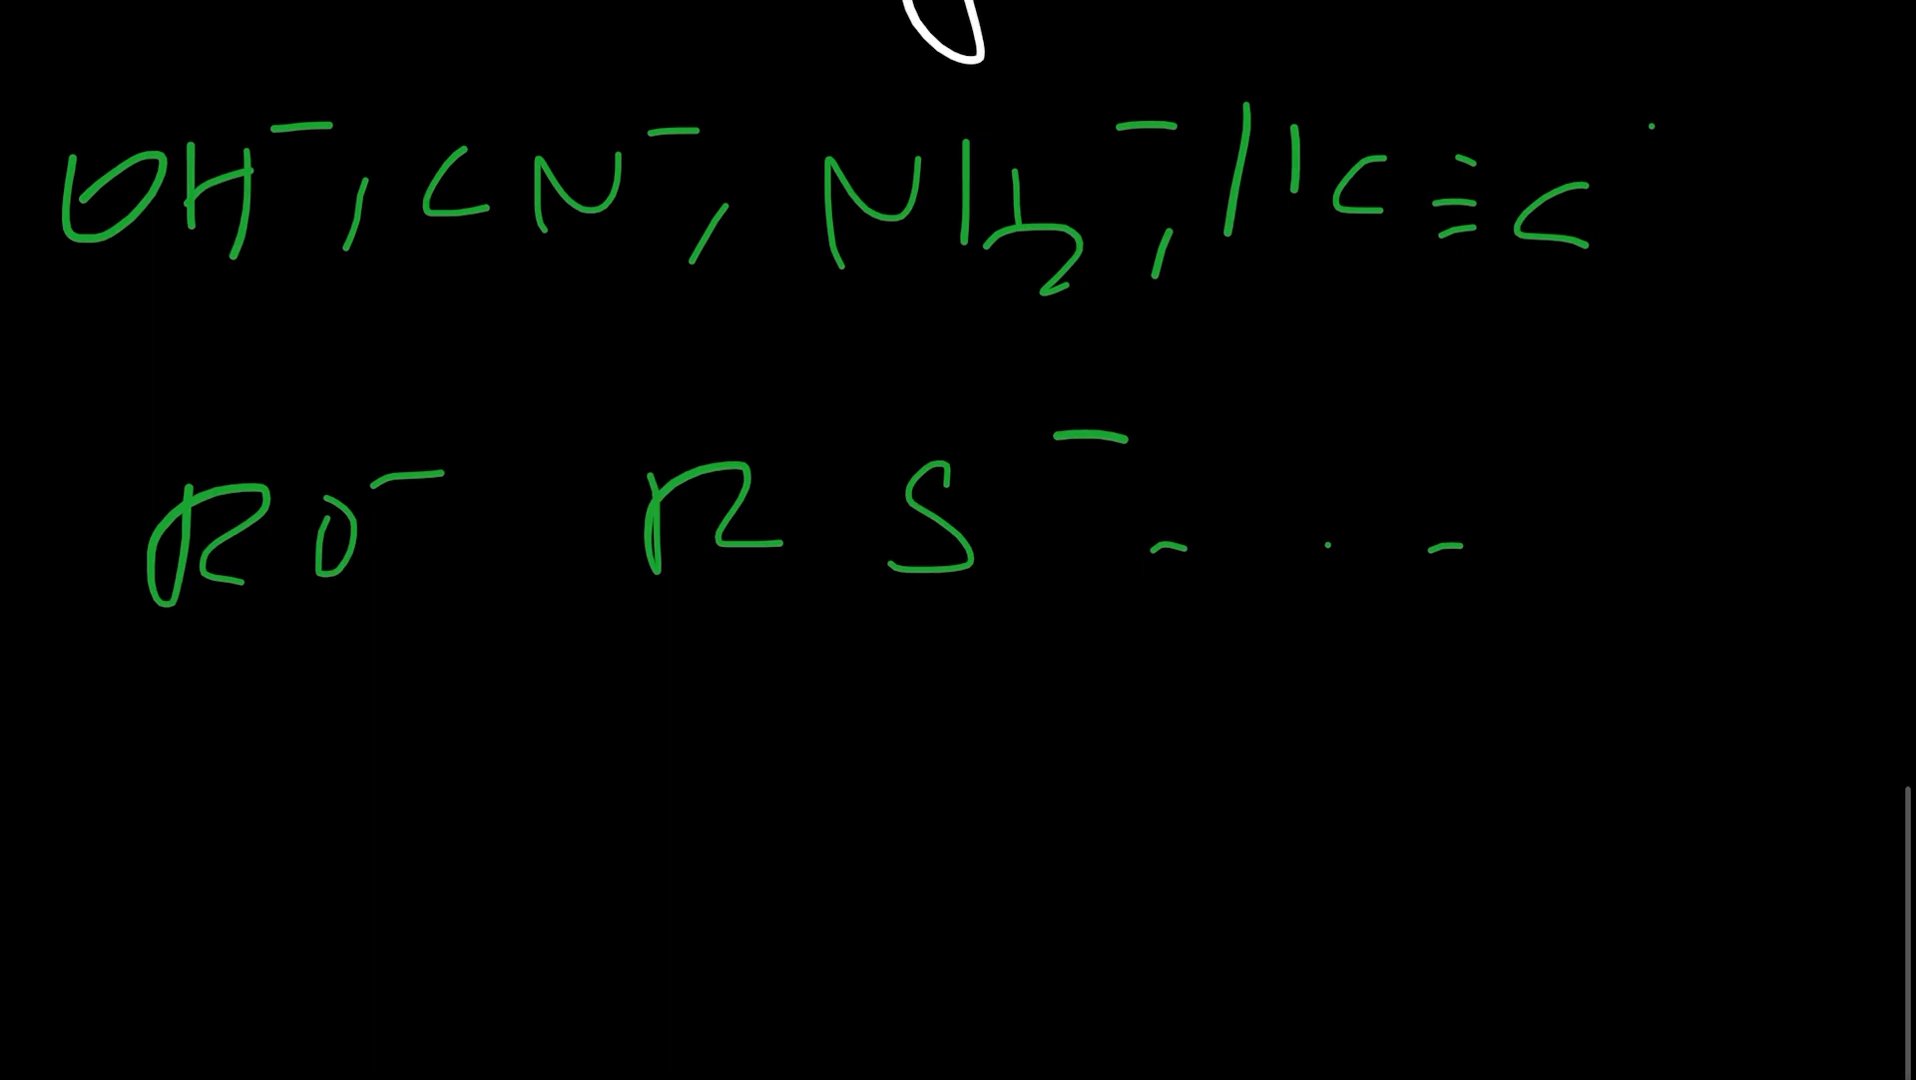 OH⁻, CN⁻, NH₂⁻, HC≡C
RO⁻ RS⁻ - . -